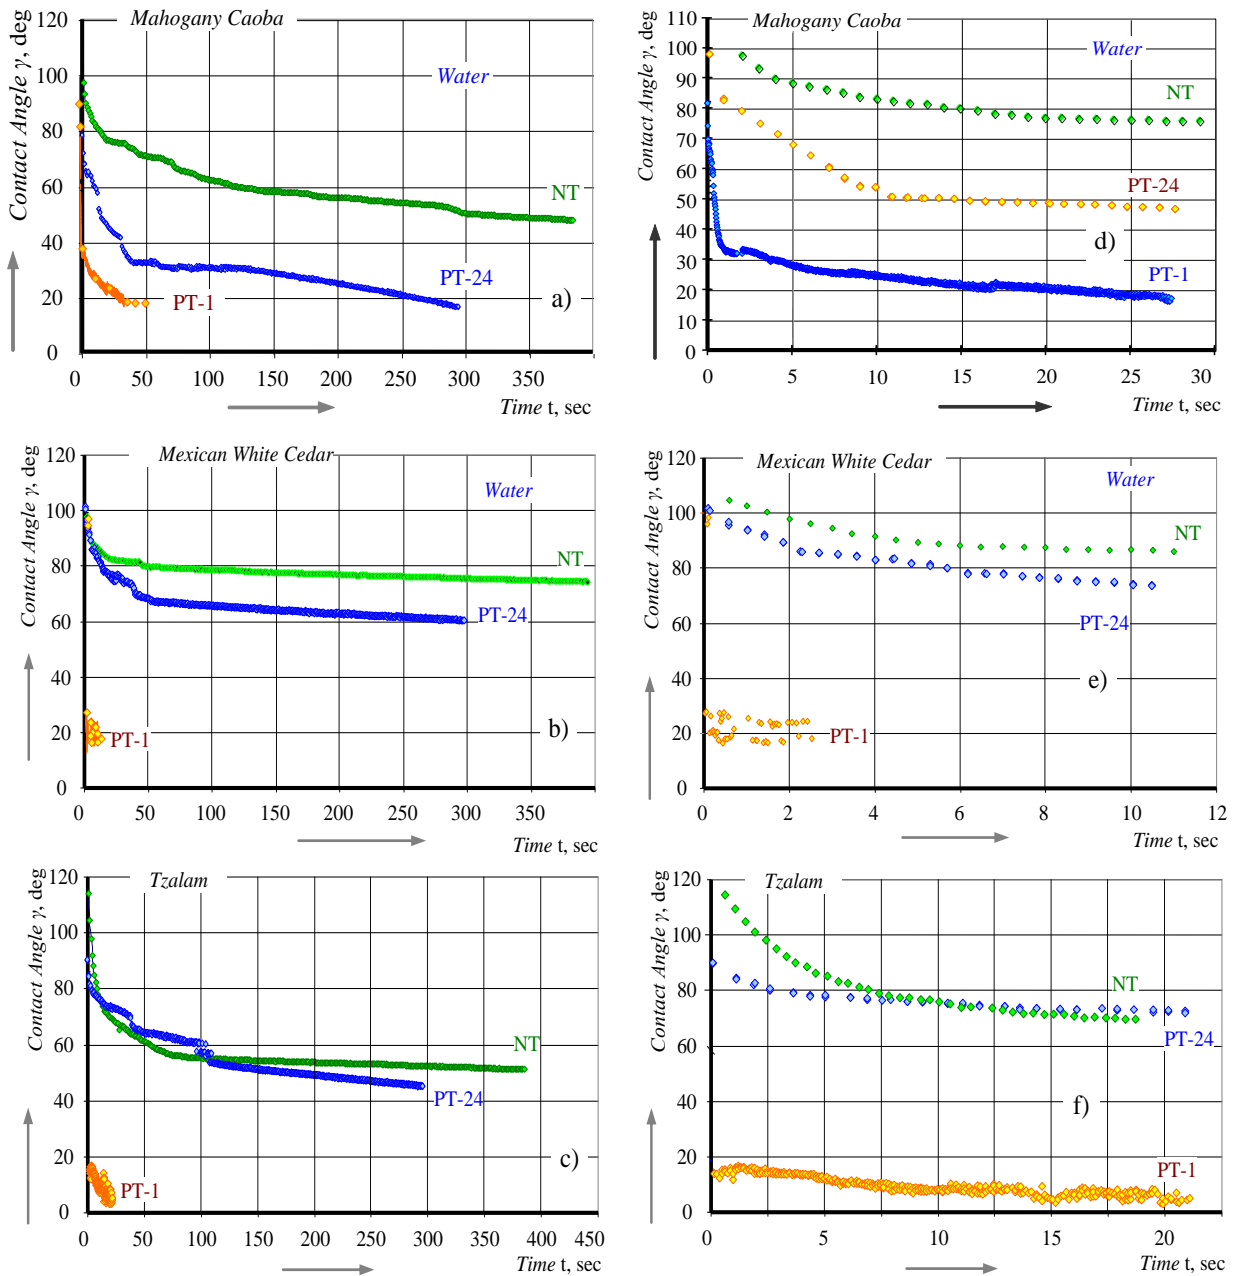 Mahogany Caoba
Contact Angle γ, deg
120
100
80
60
40
20
0
Water
NT
PT-24
PT-1
a)
0 50 100 150 200 250 300 350
Time t, sec
Mahogany Caoba
Contact Angle γ, deg
110
100
90
80
70
60
50
40
30
20
10
0
Water
NT
PT-24
d)
PT-1
0 5 10 15 20 25 30
Time t, sec
Mexican White Cedar
Contact Angle γ, deg
120
100
80
60
40
20
0
Water
NT
PT-24
b)
PT-1
0 50 100 150 200 250 300 350
Time t, sec
Mexican White Cedar
Contact Angle γ, deg
120
100
80
60
40
20
0
Water
NT
PT-24
e)
PT-1
0 2 4 6 8 10 12
Time t, sec
Tzalam
Contact Angle γ, deg
120
100
80
60
40
20
0
NT
PT-24
c)
PT-1
0 50 100 150 200 250 300 350 400 450
Time t, sec
Tzalam
Contact Angle γ, deg
120
100
80
60
40
20
0
NT
PT-24
f)
PT-1
0 5 10 15 20
Time t, sec